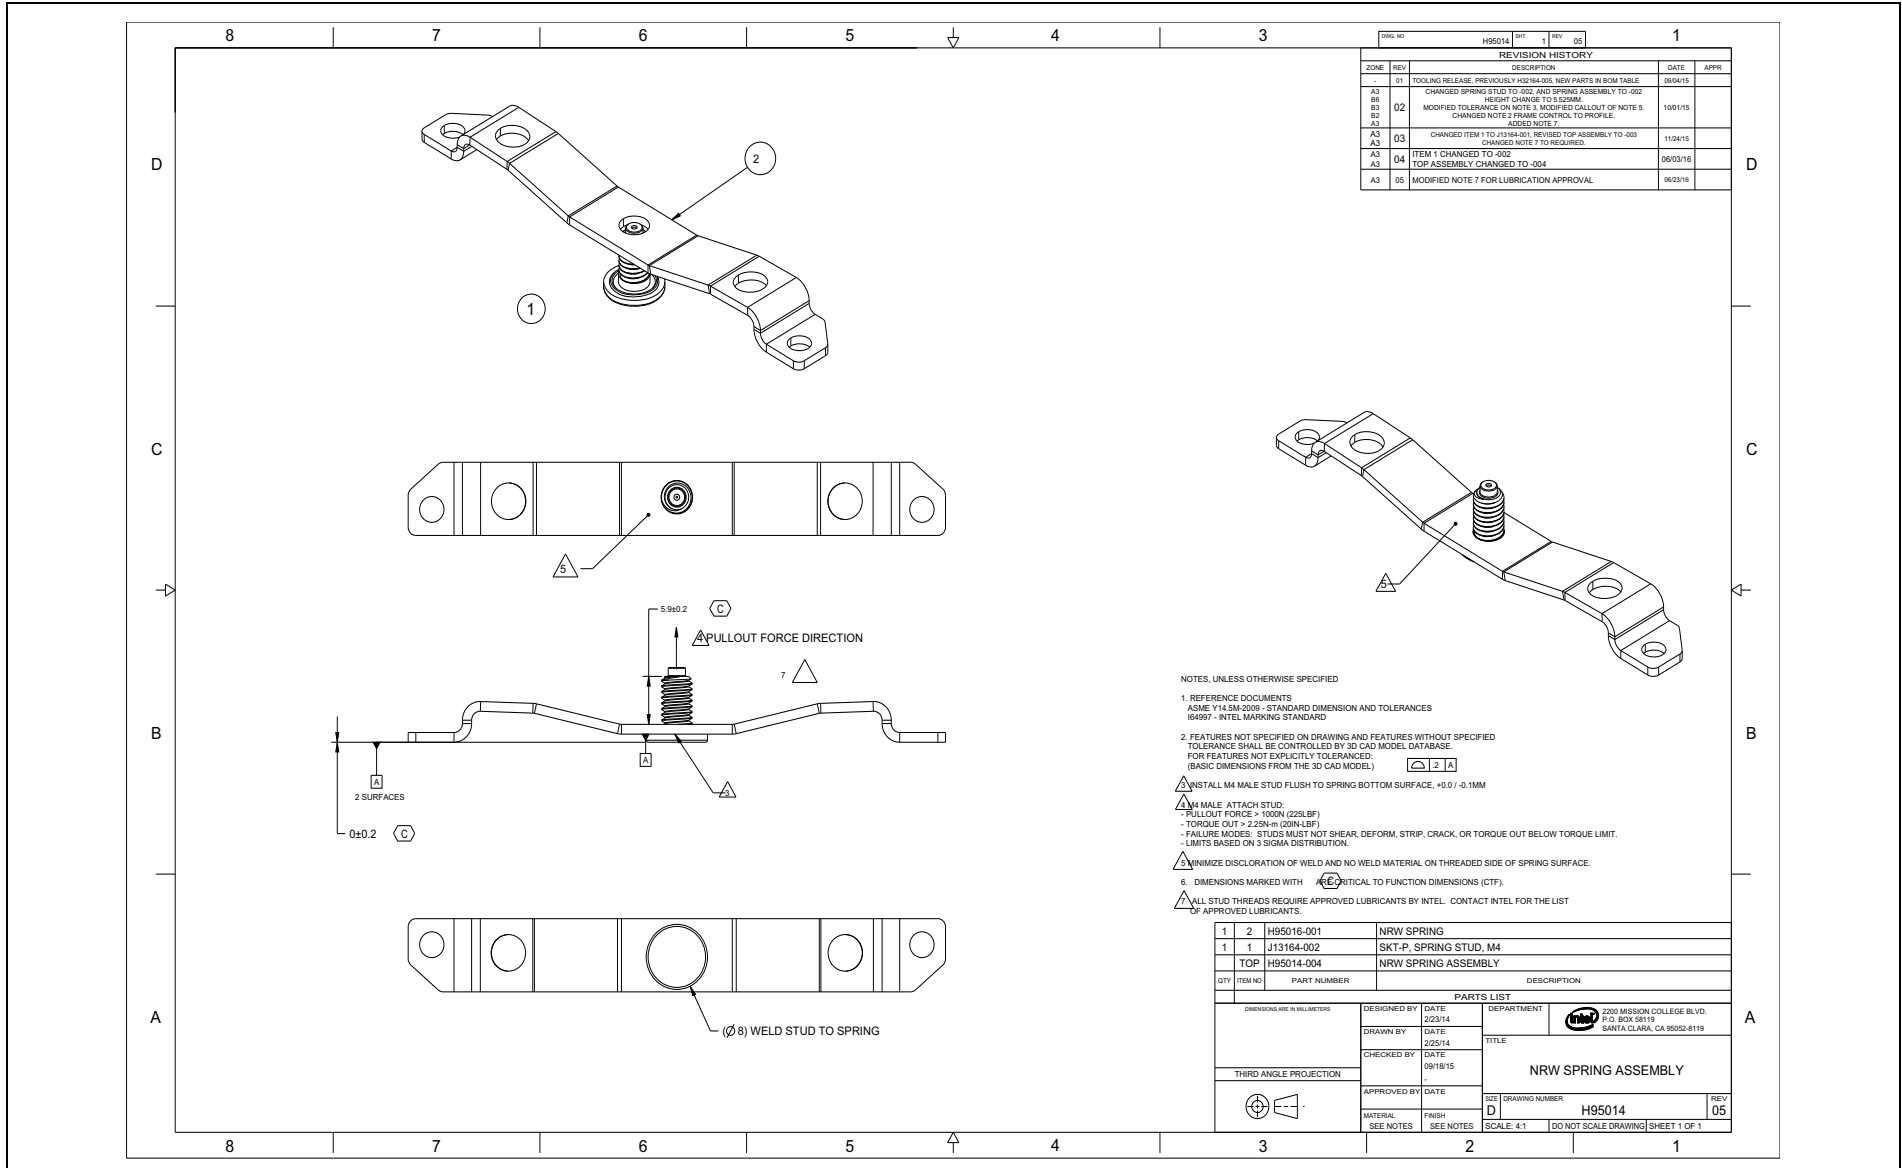 8 7 6 5 4 3 1
DWG. NO H95014 SHT. 1 REV 05
REVISION HISTORY
ZONE REV DESCRIPTION DATE APPR
- 01 TOOLING RELEASE, PREVIOUSLY H32164-005, NEW PARTS IN BOM TABLE 09/04/15
A3 CHANGED SPRING STUD TO -002, AND SPRING ASSEMBLY TO -002
B6 HEIGHT CHANGE TO 5.525MM.
B3 02 MODIFIED TOLERANCE ON NOTE 3, MODIFIED CALLOUT OF NOTE 5. 10/01/15
B2 CHANGED NOTE 2 FRAME CONTROL TO PROFILE.
A3 ADDED NOTE 7.
A3 03 CHANGED ITEM 1 TO J13164-001, REVISED TOP ASSEMBLY TO -003 11/24/15
A3 CHANGED NOTE 7 TO REQUIRED.
A3 04 ITEM 1 CHANGED TO -002 06/03/16
A3 TOP ASSEMBLY CHANGED TO -004
A3 05 MODIFIED NOTE 7 FOR LUBRICATION APPROVAL 06/23/16
D D
2
1
C C
5
5
5.9±0.2 C
4 PULLOUT FORCE DIRECTION
7
B B
A
A
2 SURFACES
3
0±0.2 C
NOTES, UNLESS OTHERWISE SPECIFIED
1. REFERENCE DOCUMENTS
ASME Y14.5M-2009 - STANDARD DIMENSION AND TOLERANCES
I64997 - INTEL MARKING STANDARD
2. FEATURES NOT SPECIFIED ON DRAWING AND FEATURES WITHOUT SPECIFIED
TOLERANCE SHALL BE CONTROLLED BY 3D CAD MODEL DATABASE.
FOR FEATURES NOT EXPLICITLY TOLERANCED:
(BASIC DIMENSIONS FROM THE 3D CAD MODEL) .2 A
3 INSTALL M4 MALE STUD FLUSH TO SPRING BOTTOM SURFACE, +0.0 / -0.1MM
4 M4 MALE ATTACH STUD:
- PULLOUT FORCE > 1000N (225LBF)
- TORQUE OUT > 2.25N-m (20IN-LBF)
- FAILURE MODES: STUDS MUST NOT SHEAR, DEFORM, STRIP, CRACK, OR TORQUE OUT BELOW TORQUE LIMIT.
- LIMITS BASED ON 3 SIGMA DISTRIBUTION.
5 MINIMIZE DISCLORATION OF WELD AND NO WELD MATERIAL ON THREADED SIDE OF SPRING SURFACE.
6. DIMENSIONS MARKED WITH C ARE CRITICAL TO FUNCTION DIMENSIONS (CTF).
7 ALL STUD THREADS REQUIRE APPROVED LUBRICANTS BY INTEL. CONTACT INTEL FOR THE LIST
OF APPROVED LUBRICANTS.
(Ø 8) WELD STUD TO SPRING
A A
1 2 H95016-001 NRW SPRING
1 1 J13164-002 SKT-P, SPRING STUD, M4
TOP H95014-004 NRW SPRING ASSEMBLY
QTY ITEM NO PART NUMBER DESCRIPTION
PARTS LIST
DIMENSIONS ARE IN MILLIMETERS
THIRD ANGLE PROJECTION
DESIGNED BY DATE
2/23/14
DRAWN BY DATE
2/25/14
CHECKED BY DATE
09/18/15
-
APPROVED BY DATE
MATERIAL FINISH
SEE NOTES SEE NOTES
DEPARTMENT
intel
2200 MISSION COLLEGE BLVD.
P.O. BOX 58119
SANTA CLARA, CA 95052-8119
TITLE
NRW SPRING ASSEMBLY
SIZE DRAWING NUMBER REV
D H95014 05
SCALE: 4:1 DO NOT SCALE DRAWING SHEET 1 OF 1
8 7 6 5 4 3 2 1